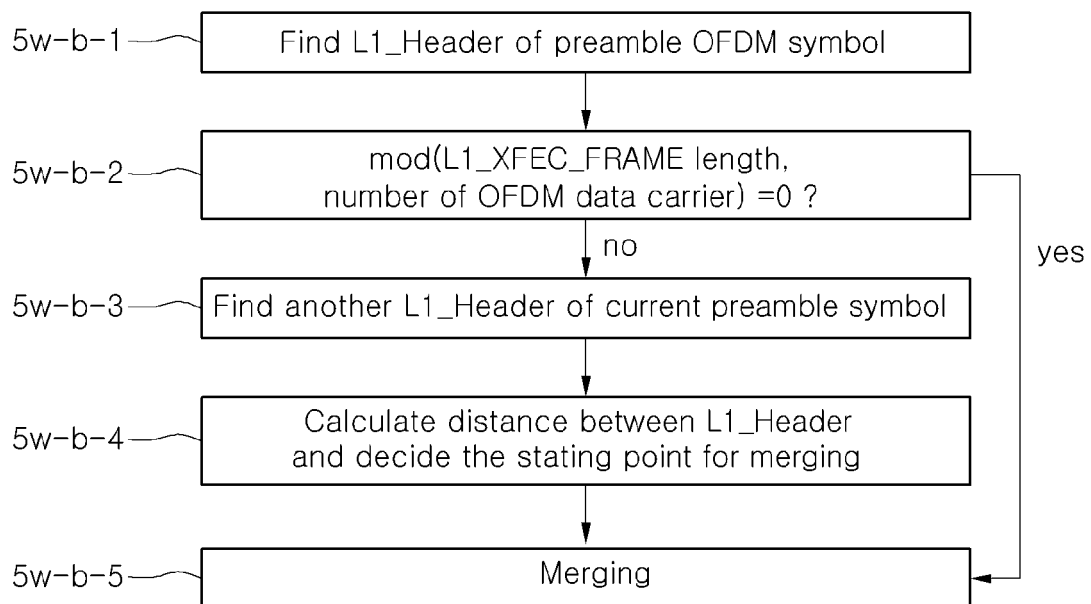 5w-b-1 Find L1_Header of preamble OFDM symbol
5w-b-2 mod(L1_XFEC_FRAME length,
number of OFDM data carrier) =0 ?
no
yes
5w-b-3 Find another L1_Header of current preamble symbol
5w-b-4 Calculate distance between L1_Header
and decide the stating point for merging
5w-b-5 Merging